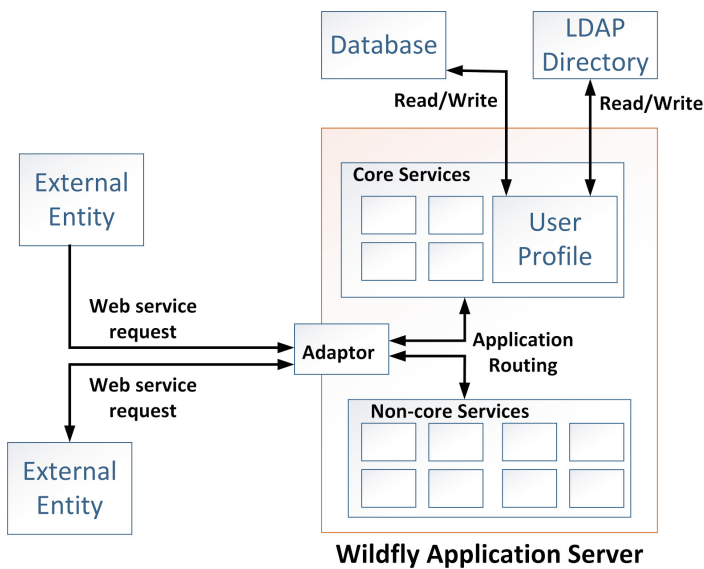 Database
LDAP
Directory
Read/Write
Read/Write
Core Services
External
Entity
User
Profile
Web service
request
Adaptor
Application
Routing
Web service
request
Non-core Services
External
Entity
Wildfly Application Server